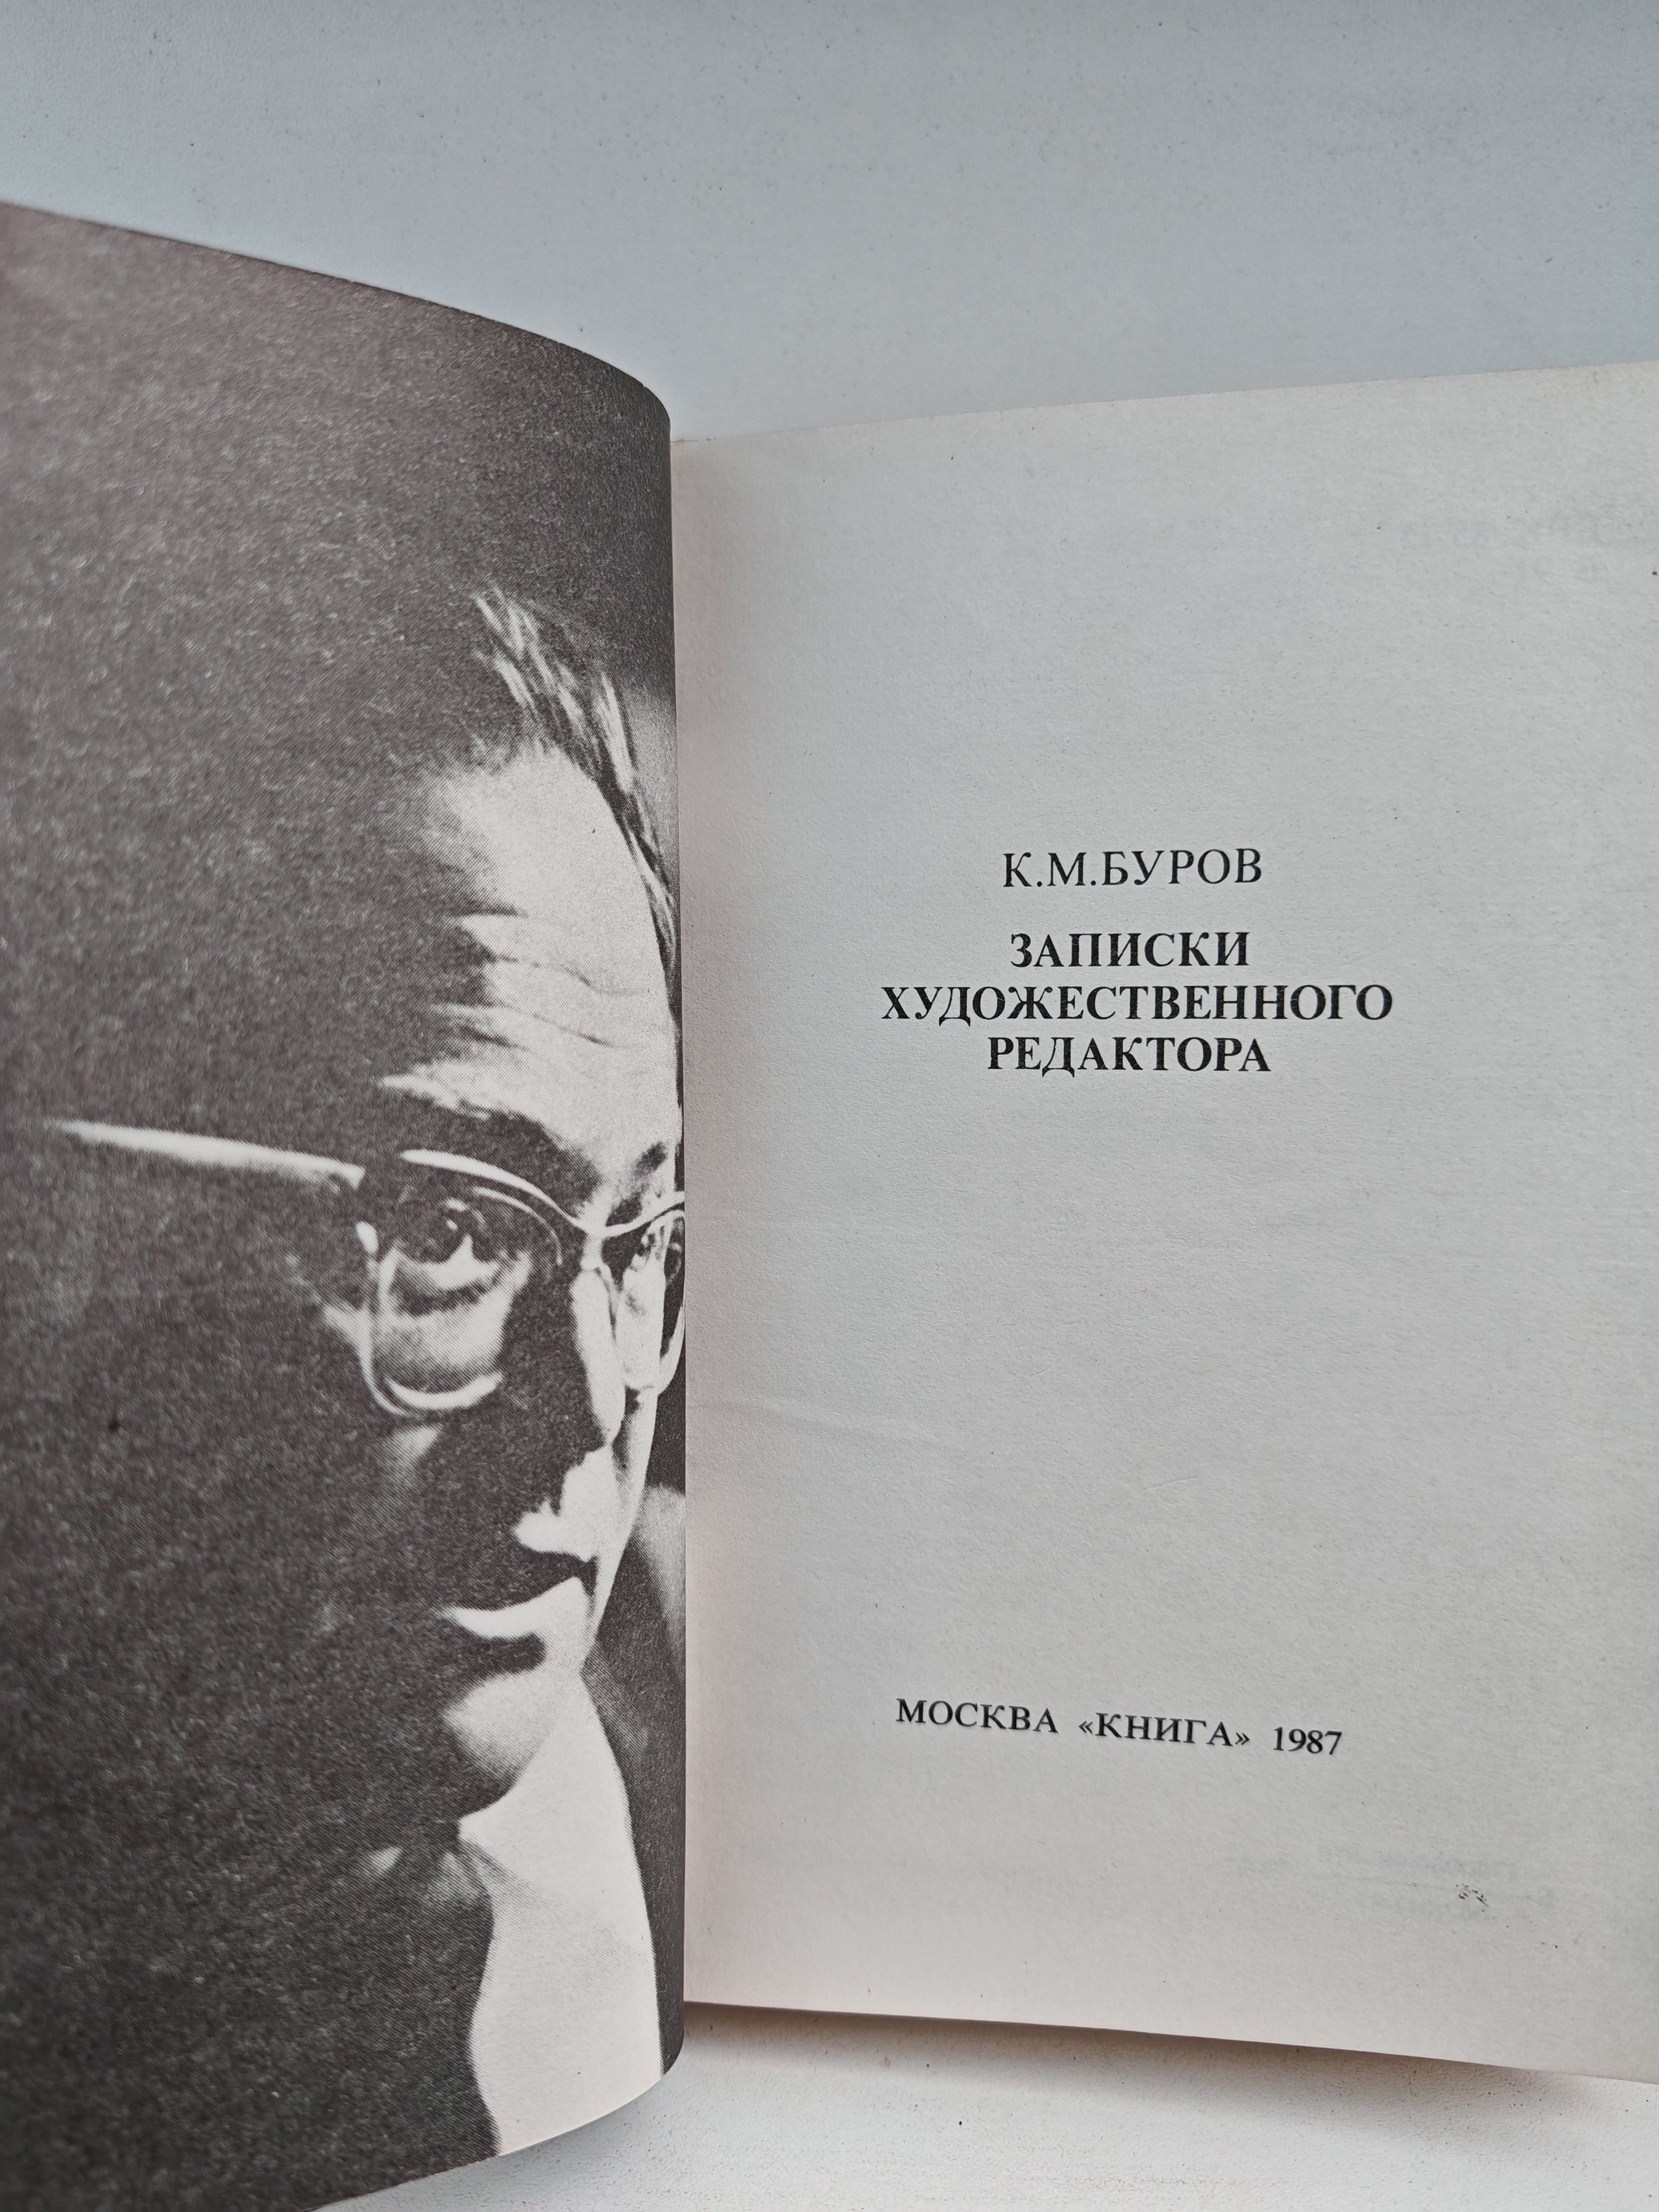 К.М.БУРОВ
ЗАПИСКИ
ХУДОЖЕСТВЕННОГО
РЕДАКТОРА
МОСКВА «КНИГА» 1987